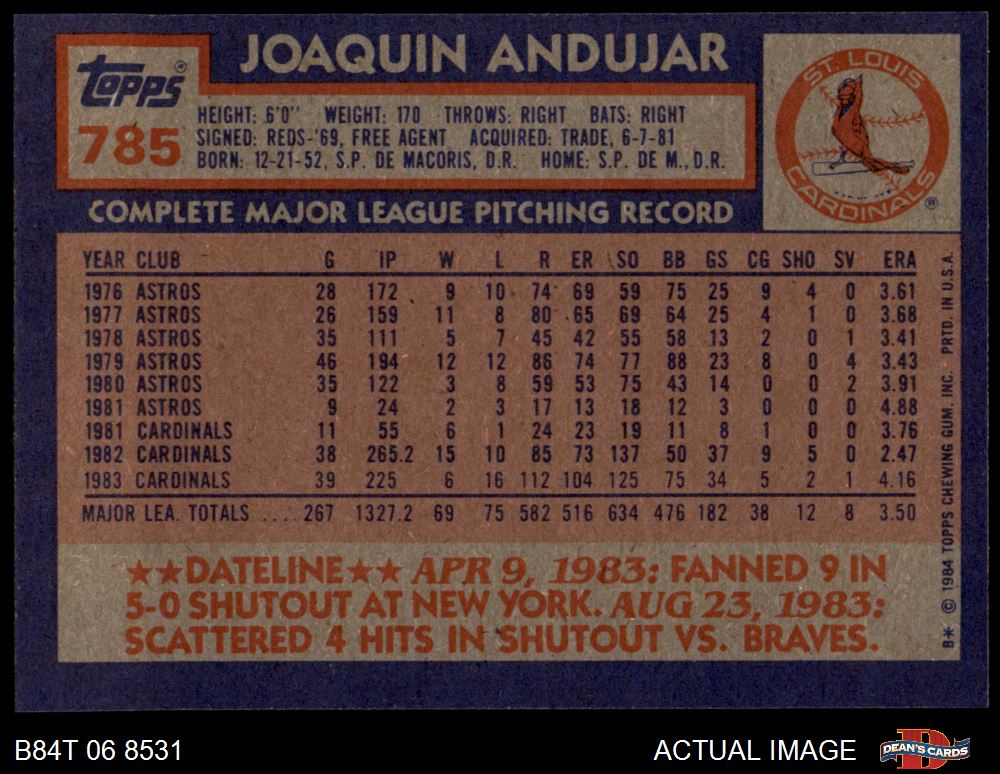 JOAQUIN ANDUJAR
Topps®
785
HEIGHT: 6'0" WEIGHT: 170 THROWS: RIGHT BATS: RIGHT
SIGNED: REDS-'69, FREE AGENT ACQUIRED: TRADE, 6-7-81
BORN: 12-21-52, S.P. DE MACORIS, D.R. HOME: S.P. DE M., D.R.
ST. LOUIS
CARDINALS ®
COMPLETE MAJOR LEAGUE PITCHING RECORD
YEAR CLUB G IP W L R ER SO BB GS CG SHO SV ERA
1976 ASTROS 28 172 9 10 74 69 59 75 25 9 4 0 3.61
1977 ASTROS 26 159 11 8 80 65 69 64 25 4 1 0 3.68
1978 ASTROS 35 111 5 7 45 42 55 58 13 2 0 1 3.41
1979 ASTROS 46 194 12 12 86 74 77 88 23 8 0 4 3.43
1980 ASTROS 35 122 3 8 59 53 75 43 14 0 0 2 3.91
1981 ASTROS 9 24 2 3 17 13 18 12 3 0 0 0 4.88
1981 CARDINALS 11 55 6 1 24 23 19 11 8 1 0 0 3.76
1982 CARDINALS 38 265.2 15 10 85 73 137 50 37 9 5 0 2.47
1983 CARDINALS 39 225 6 16 112 104 125 75 34 5 2 1 4.16
MAJOR LEA. TOTALS .... 267 1327.2 69 75 582 516 634 476 182 38 12 8 3.50
★★DATELINE★★ APR 9, 1983: FANNED 9 IN
5-0 SHUTOUT AT NEW YORK. AUG 23, 1983:
SCATTERED 4 HITS IN SHUTOUT VS. BRAVES.
B* © 1984 TOPPS CHEWING GUM, INC. PRTD. IN U.S.A.
B84T 06 8531
ACTUAL IMAGE
DEAN'S CARDS